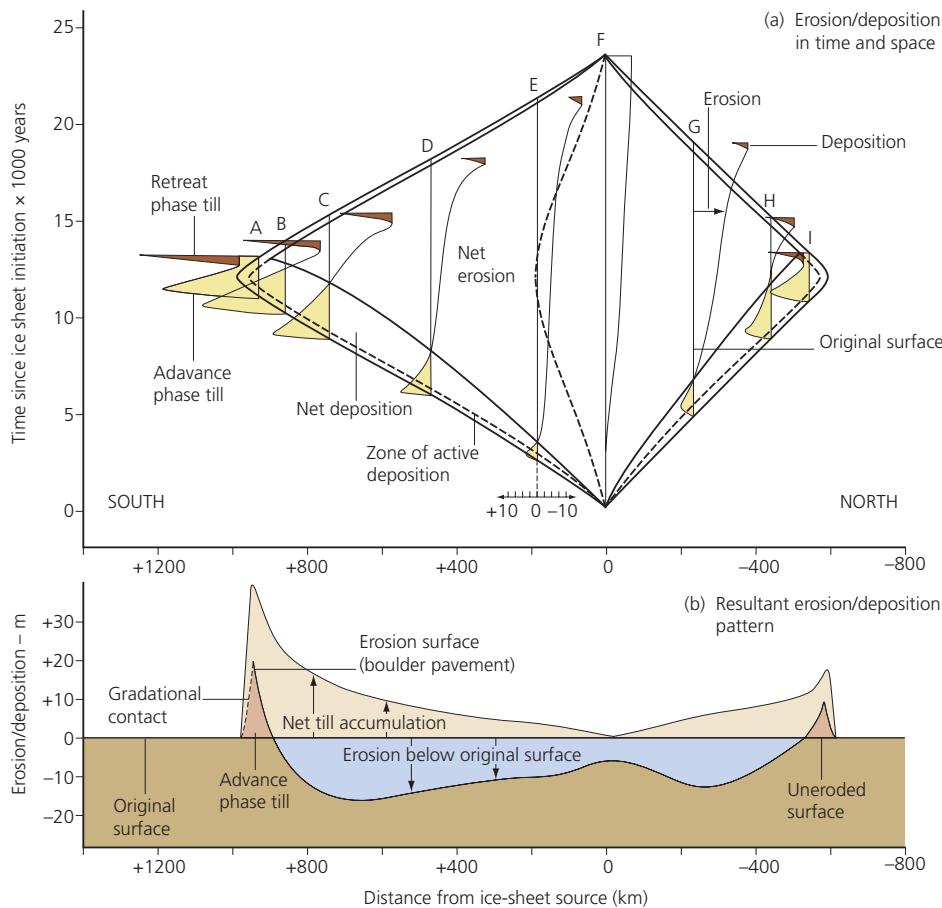 (a) Erosion/deposition
in time and space
Time since ice sheet initiation × 1000 years
25
20
15
10
5
0
F
E
D
C
B
A
G
H
I
Erosion
Deposition
Retreat
phase till
Net
erosion
Adavance
phase till
Original surface
Net deposition
Zone of active
deposition
+10 0 −10
SOUTH
NORTH
+1200
+800
+400
0
−400
−800
(b) Resultant erosion/deposition
pattern
Erosion/deposition – m
+30
+20
+10
0
−10
−20
Erosion surface
(boulder pavement)
Gradational
contact
Net till accumulation
Erosion below original surface
Original
surface
Advance
phase till
Uneroded
surface
+1200
+800
+400
0
−400
−800
Distance from ice-sheet source (km)